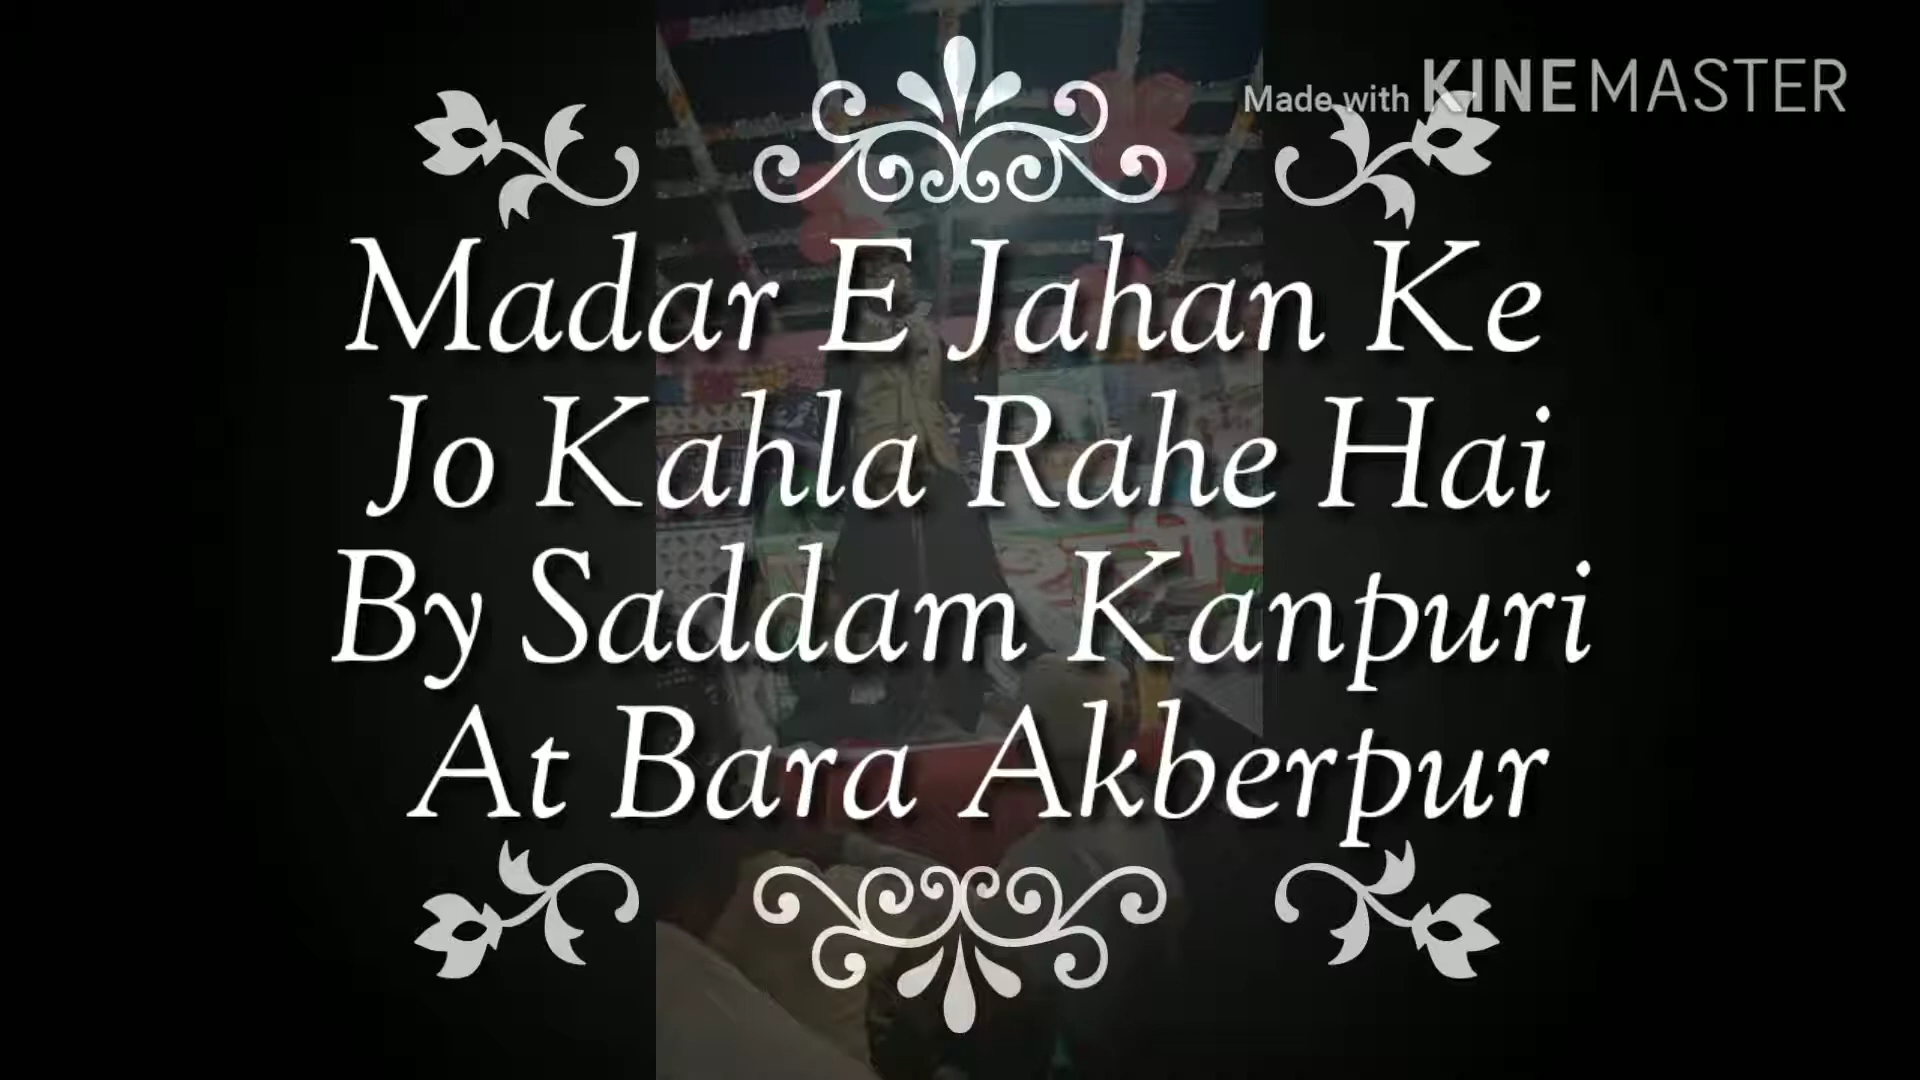 Made with KINEMASTER
Madar E Jahan Ke
Jo Kahla Rahe Hai
By Saddam Kanpuri
At Bara Akberpur